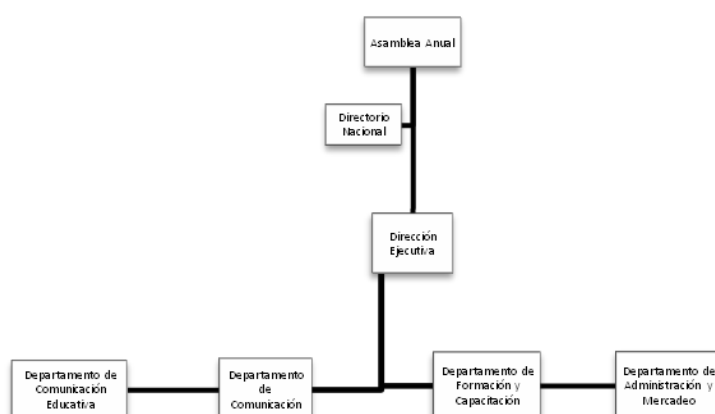 Asamblea Anual
Directorio
Nacional
Dirección
Ejecutiva
Departamento de
Comunicación
Educativa
Departamento
de
Comunicación
Departamento de
Formación y
Capacitación
Departamento de
Administración y
Mercadeo